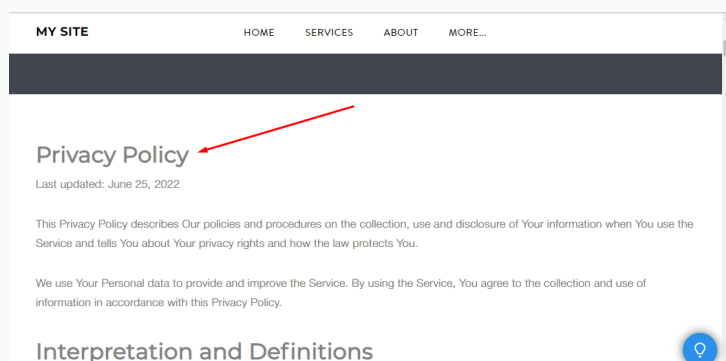 MY SITE HOME SERVICES ABOUT MORE...
Privacy Policy
Last updated: June 25, 2022
This Privacy Policy describes Our policies and procedures on the collection, use and disclosure of Your information when You use the
Service and tells You about Your privacy rights and how the law protects You.
We use Your Personal data to provide and improve the Service. By using the Service, You agree to the collection and use of
information in accordance with this Privacy Policy.
Interpretation and Definitions